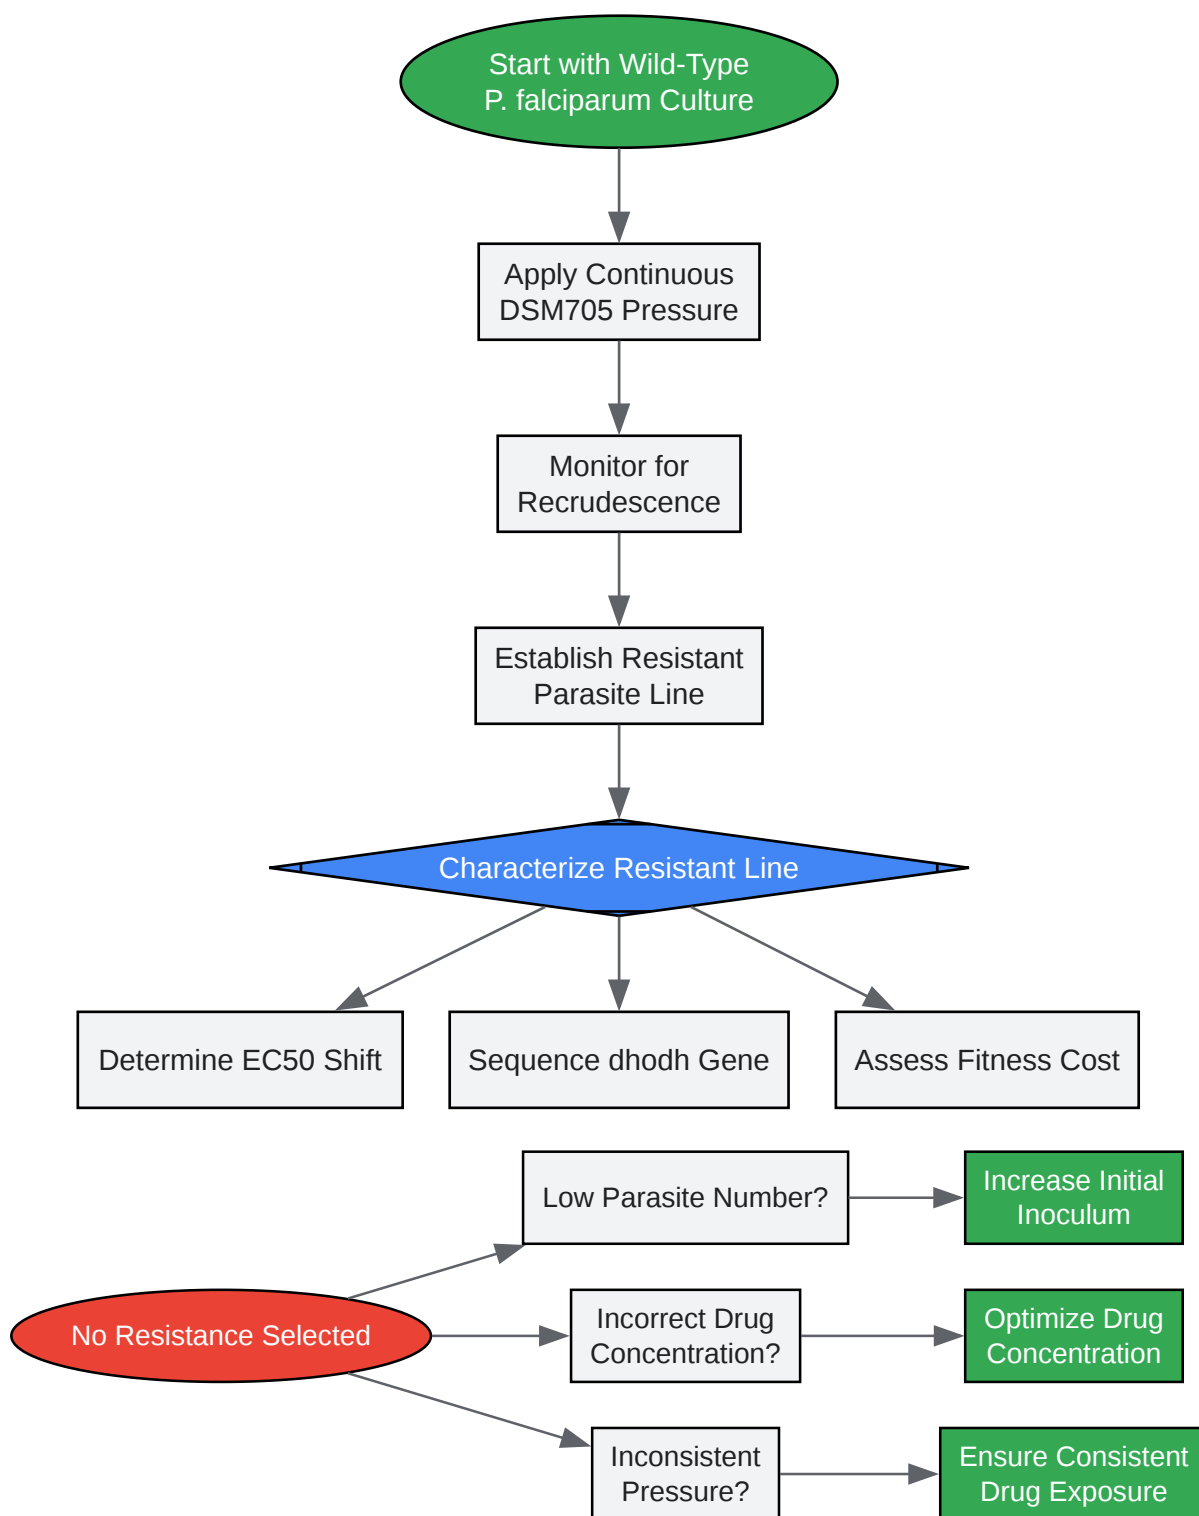 Start with Wild-Type
P. falciparum Culture
Apply Continuous
DSM705 Pressure
Monitor for
Recrudescence
Establish Resistant
Parasite Line
Characterize Resistant Line
Determine EC50 Shift
Sequence dhodh Gene
Assess Fitness Cost
Low Parasite Number?
Increase Initial
Inoculum
No Resistance Selected
Incorrect Drug
Concentration?
Optimize Drug
Concentration
Inconsistent
Pressure?
Ensure Consistent
Drug Exposure